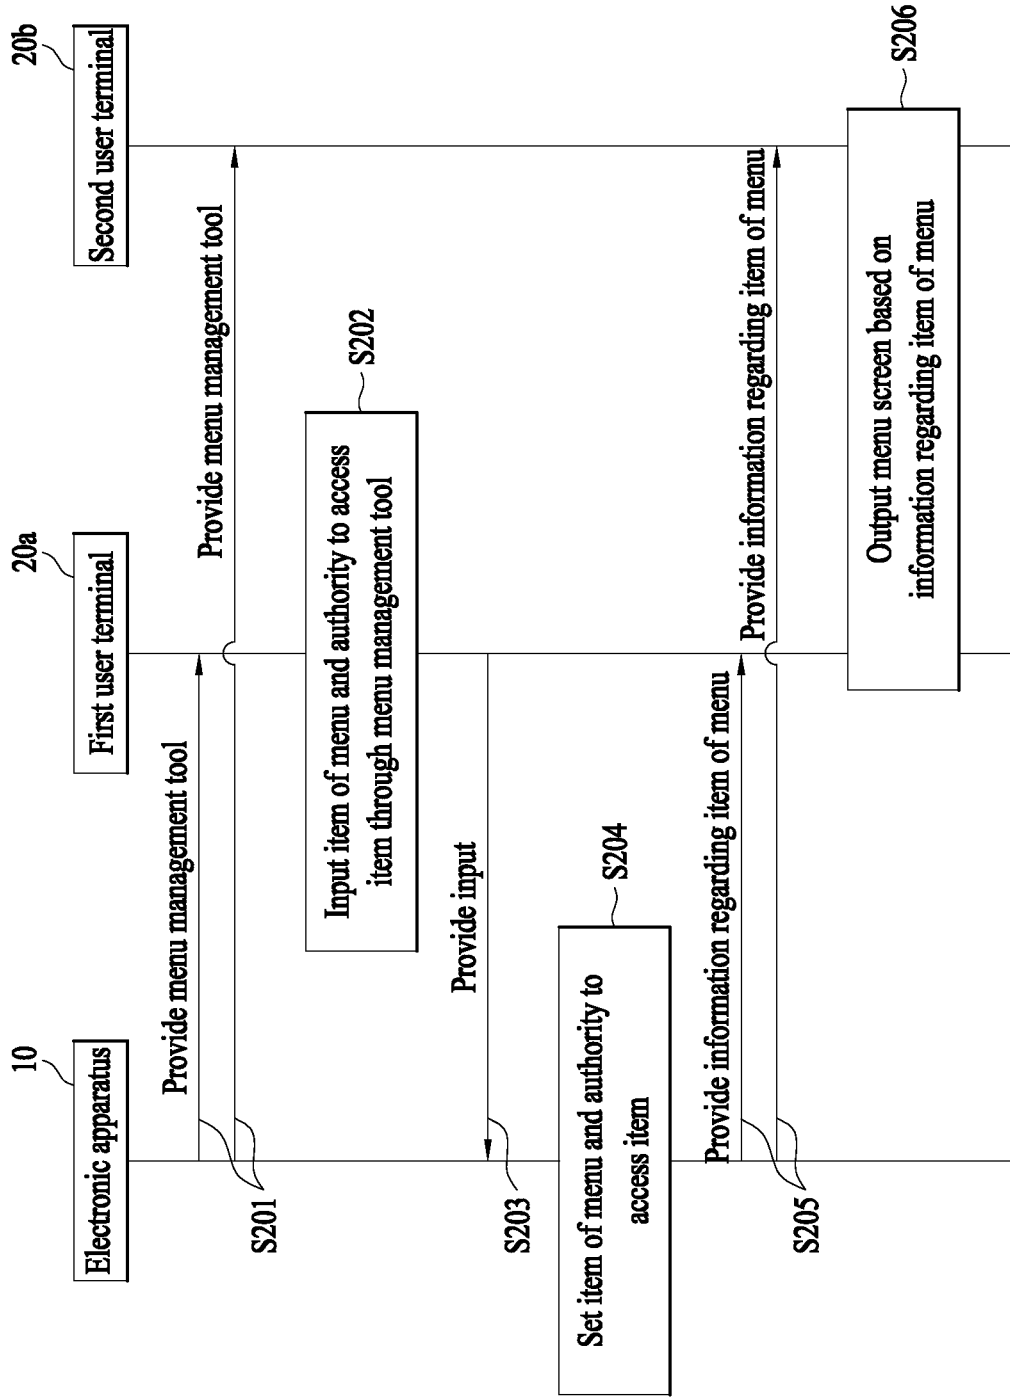 10
20a
20b
Electronic apparatus
First user terminal
Second user terminal
Provide menu management tool
Provide menu management tool
S201
S202
Input item of menu and authority to access
item through menu management tool
Provide input
S203
S204
Set item of menu and authority to
access item
Provide information regarding item of menu
Provide information regarding item of menu
S205
S206
Output menu screen based on
information regarding item of menu